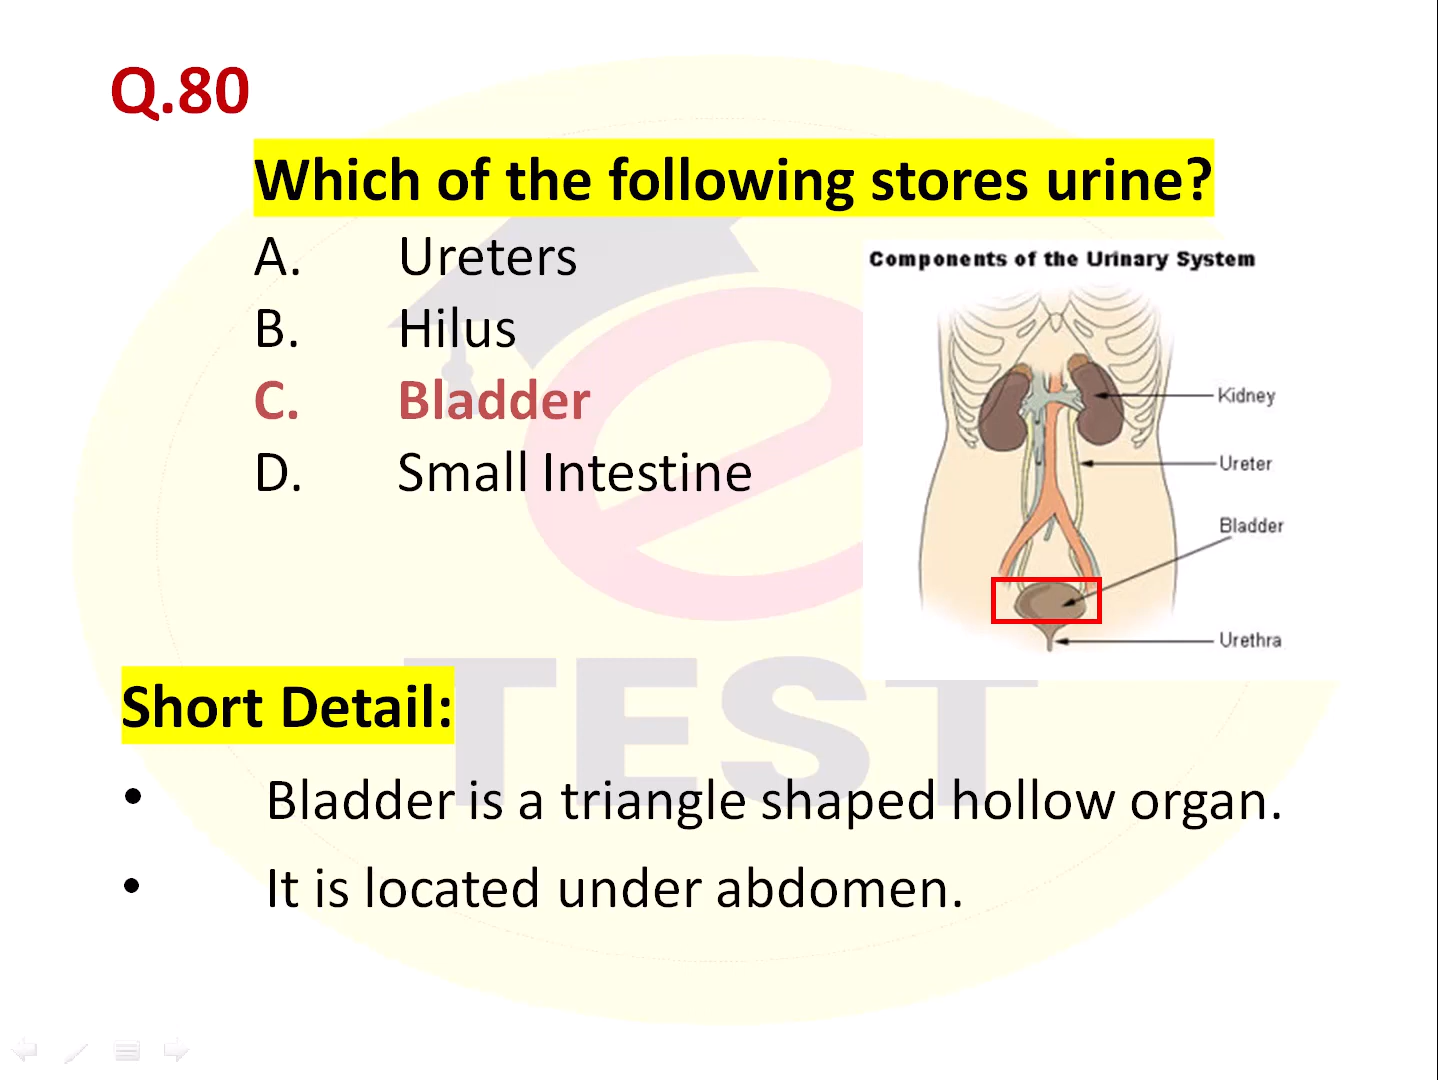 Q.80
Which of the following stores urine?
A. Ureters
B. Hilus
C. Bladder
D. Small Intestine
Components of the Urinary System
Kidney
Ureter
Bladder
Urethra
Short Detail:
• Bladder is a triangle shaped hollow organ.
• It is located under abdomen.
e
TEST